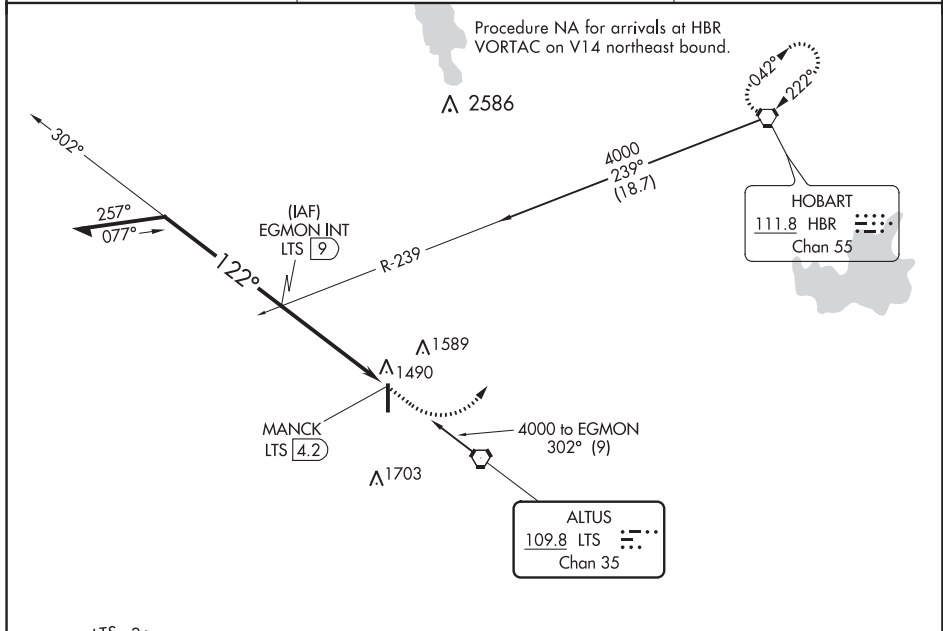 Procedure NA for arrivals at HBR
VORTAC on V14 northeast bound.
042°
222°
2586
302°
4000
239°
(18.7)
HOBART
111.8 HBR
Chan 55
257°
077°
(IAF)
EGMON INT
LTS 9
R-239
122°
1589
1490
MANCK
LTS 4.2
4000 to EGMON
302° (9)
1703
ALTUS
109.8 LTS
Chan 35